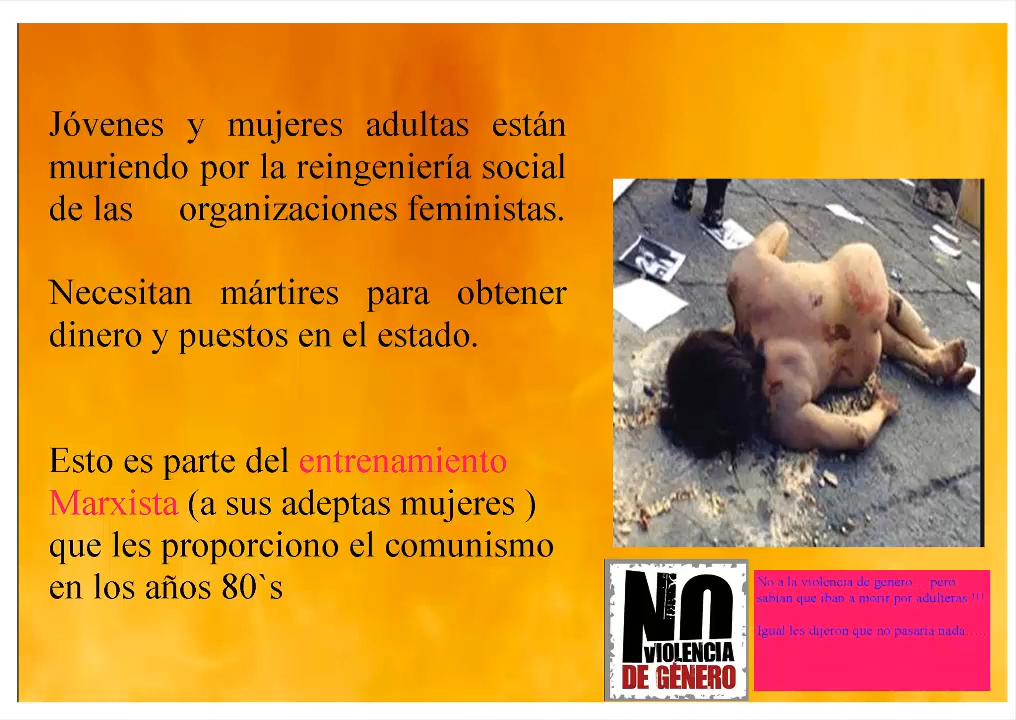 Jóvenes y mujeres adultas están
muriendo por la reingeniería social
de las organizaciones feministas.
Necesitan mártires para obtener
dinero y puestos en el estado.
Esto es parte del entrenamiento
Marxista (a sus adeptas mujeres )
que les proporciono el comunismo
en los años 80`s
NO
VIOLENCIA
DE GÉNERO
No a la violencia de genero pero
sabian que iban a morir por adulteras !!!
Igual les dijeron que no pasaria nada.....